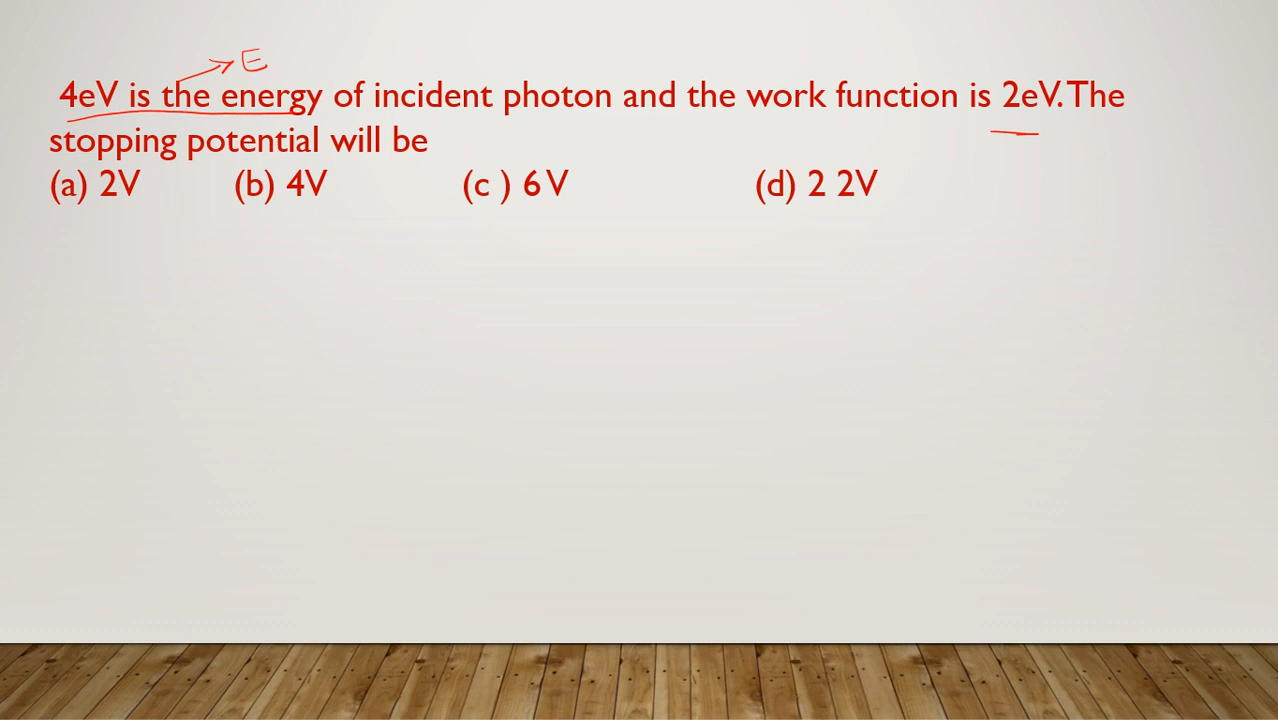 E
4eV is the energy of incident photon and the work function is 2eV. The
stopping potential will be
(a) 2V (b) 4V (c ) 6 V (d) 2 2V